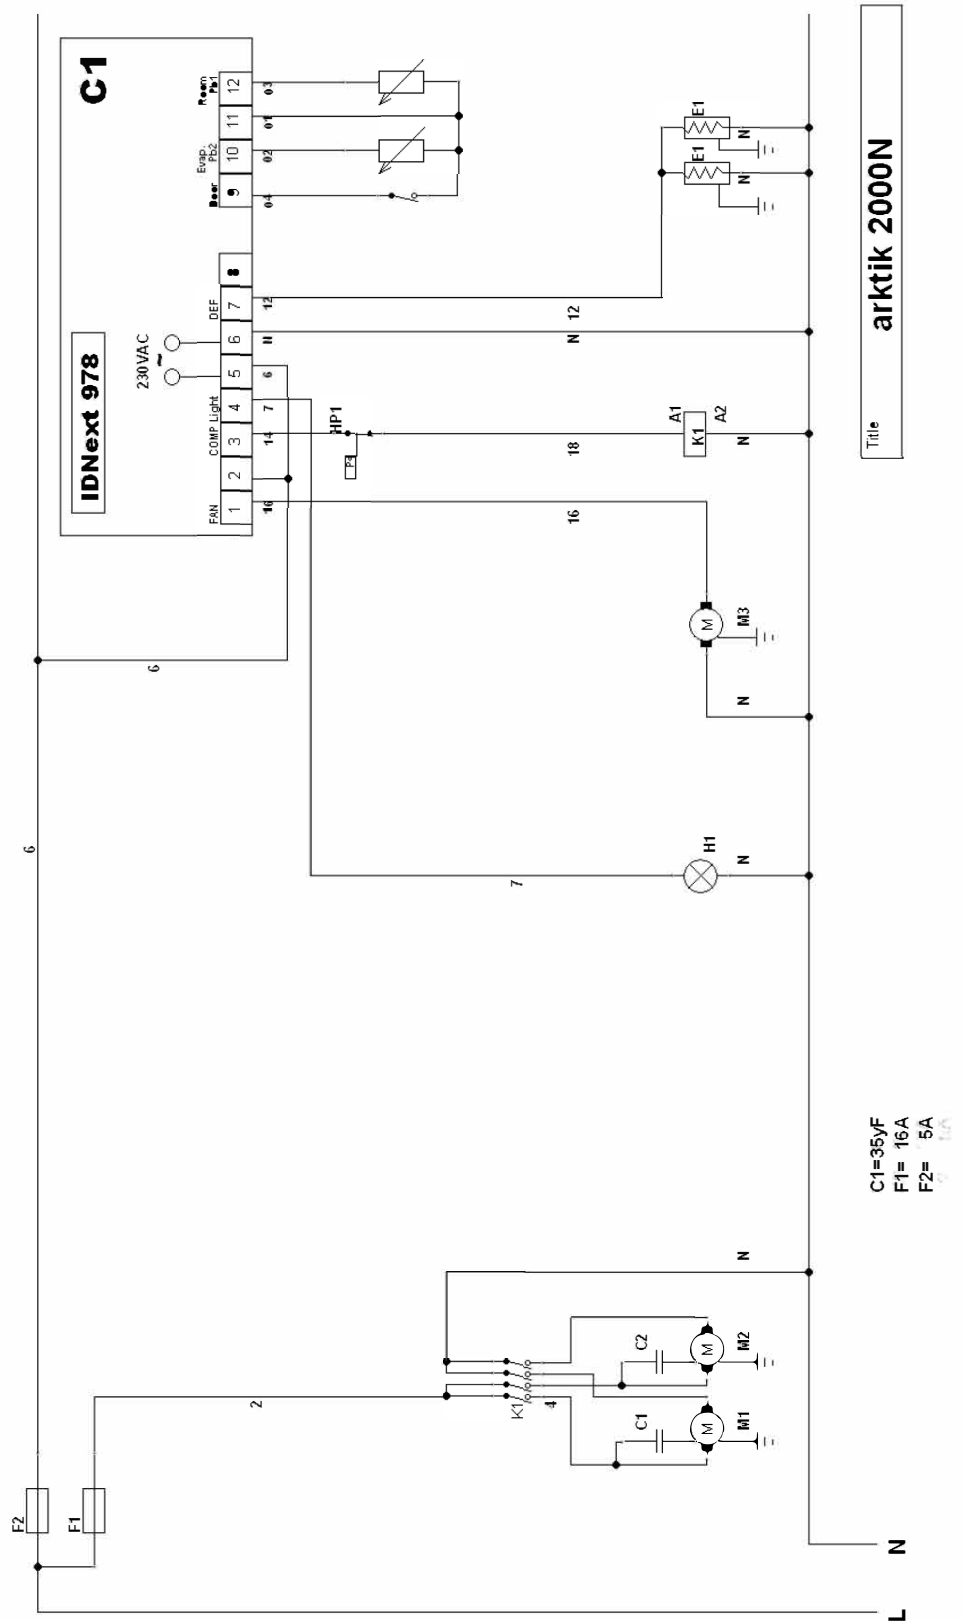 C1
IDNext 978
230VAC
~
FAN
COMP
Light
DEF
Door
Evap.
Pb2
Room
Pb1
1
2
3
4
5
6
7
8
9
10
11
12
16
14
7
6
N
12
04
02
01
03
HP1
6
6
16
18
N
12
7
A1
K1
A2
N
E1
N
E1
N
M
M3
N
H1
N
F2
F1
2
K1
4
N
C1
M
M1
C2
M
M2
L
N
C1=35yF
F1= 16A
F2= 5A
Title
arktik 2000N